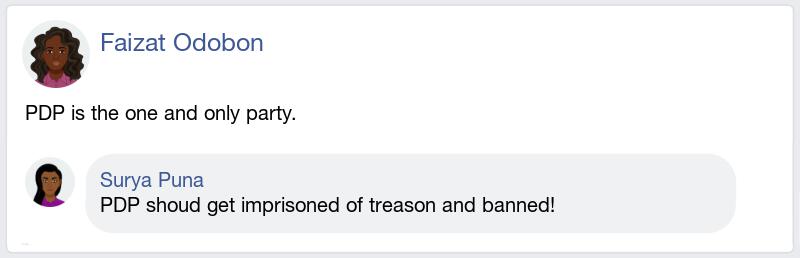 Faizat Odobon
PDP is the one and only party.
Surya Puna
PDP shoud get imprisoned of treason and banned!